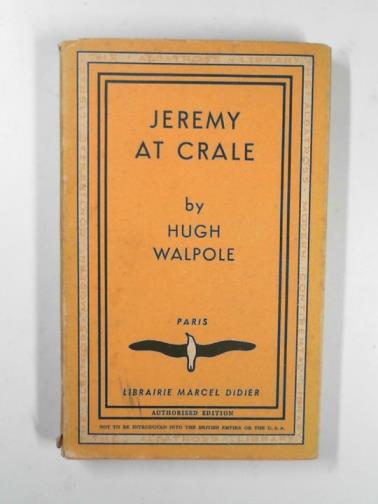 JEREMY
AT CRALE
by
HUGH
WALPOLE
PARIS
LIBRAIRIE MARCEL DIDIER
AUTHORISED EDITION
NOT TO BE INTRODUCED INTO THE BRITISH EMPIRE OR THE U.S.A.